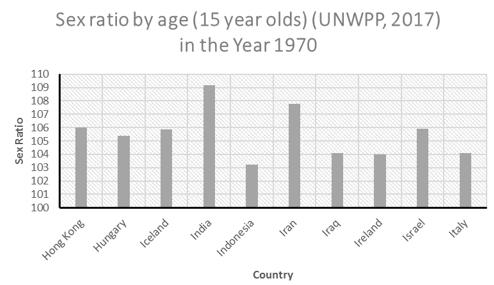 Sex ratio by age (15 year olds) (UNWPP, 2017)
in the Year 1970
110
109
108
107
106
105
104
103
102
101
100
Sex Ratio
Hong Kong
Hungary
Iceland
India
Indonesia
Iran
Iraq
Ireland
Israel
Italy
Country